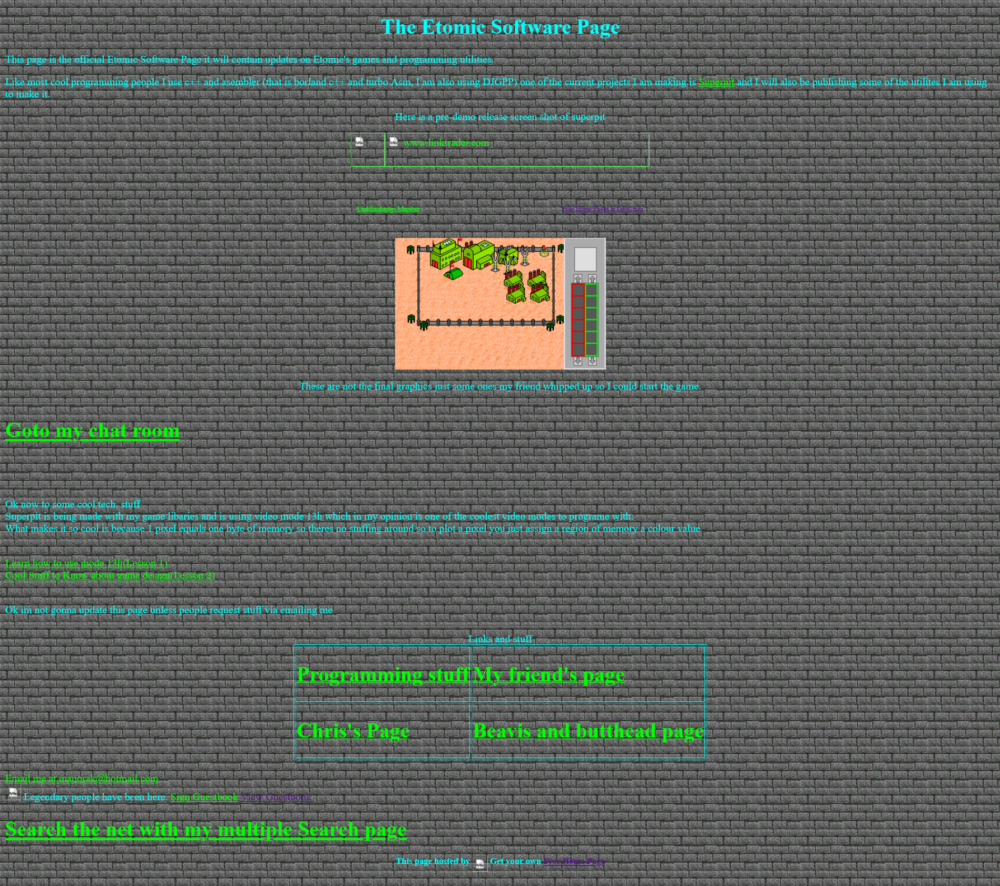 The Etomic Software Page
This page is the official Etomic Software Page it will contain updates on Etomic's games and programming utilities.
Like most cool programming people I use c++ and asembler (that is borland c++ and turbo Asm, I am also using DJGPP) one of the current projects I am making is Superpit and I will also be publishing some of the utilites I am using
to make it.
Here is a pre-demo release screen shot of superpit
www.linktrader.com
LinkExchange Member
Free Home Pages at GeoCities
These are not the final graphics just some ones my friend whipped up so I could start the game.
Goto my chat room
Ok now to some cool tech. stuff
Superpit is being made with my game libaries and is using video mode 13h which in my opinion is one of the coolest video modes to programe with.
What makes it so cool is because 1 pixel equals one byte of memory so theres no stuffing around so to plot a pixel you just assign a region of memory a colour value
Learn how to use mode 13h(Lesson 1)
Cool Stuff to Know about game design(Lesson 2)
Ok im not gonna update this page unless people request stuff via emailing me
Links and stuff
Programming stuff My friend's page
Chris's Page Beavis and butthead page
Email me at manorak@hotmail.com
Legendary people have been here. Sign Guestbook View Guestbook
Search the net with my multiple Search page
This page hosted by Get your own Free Home Page